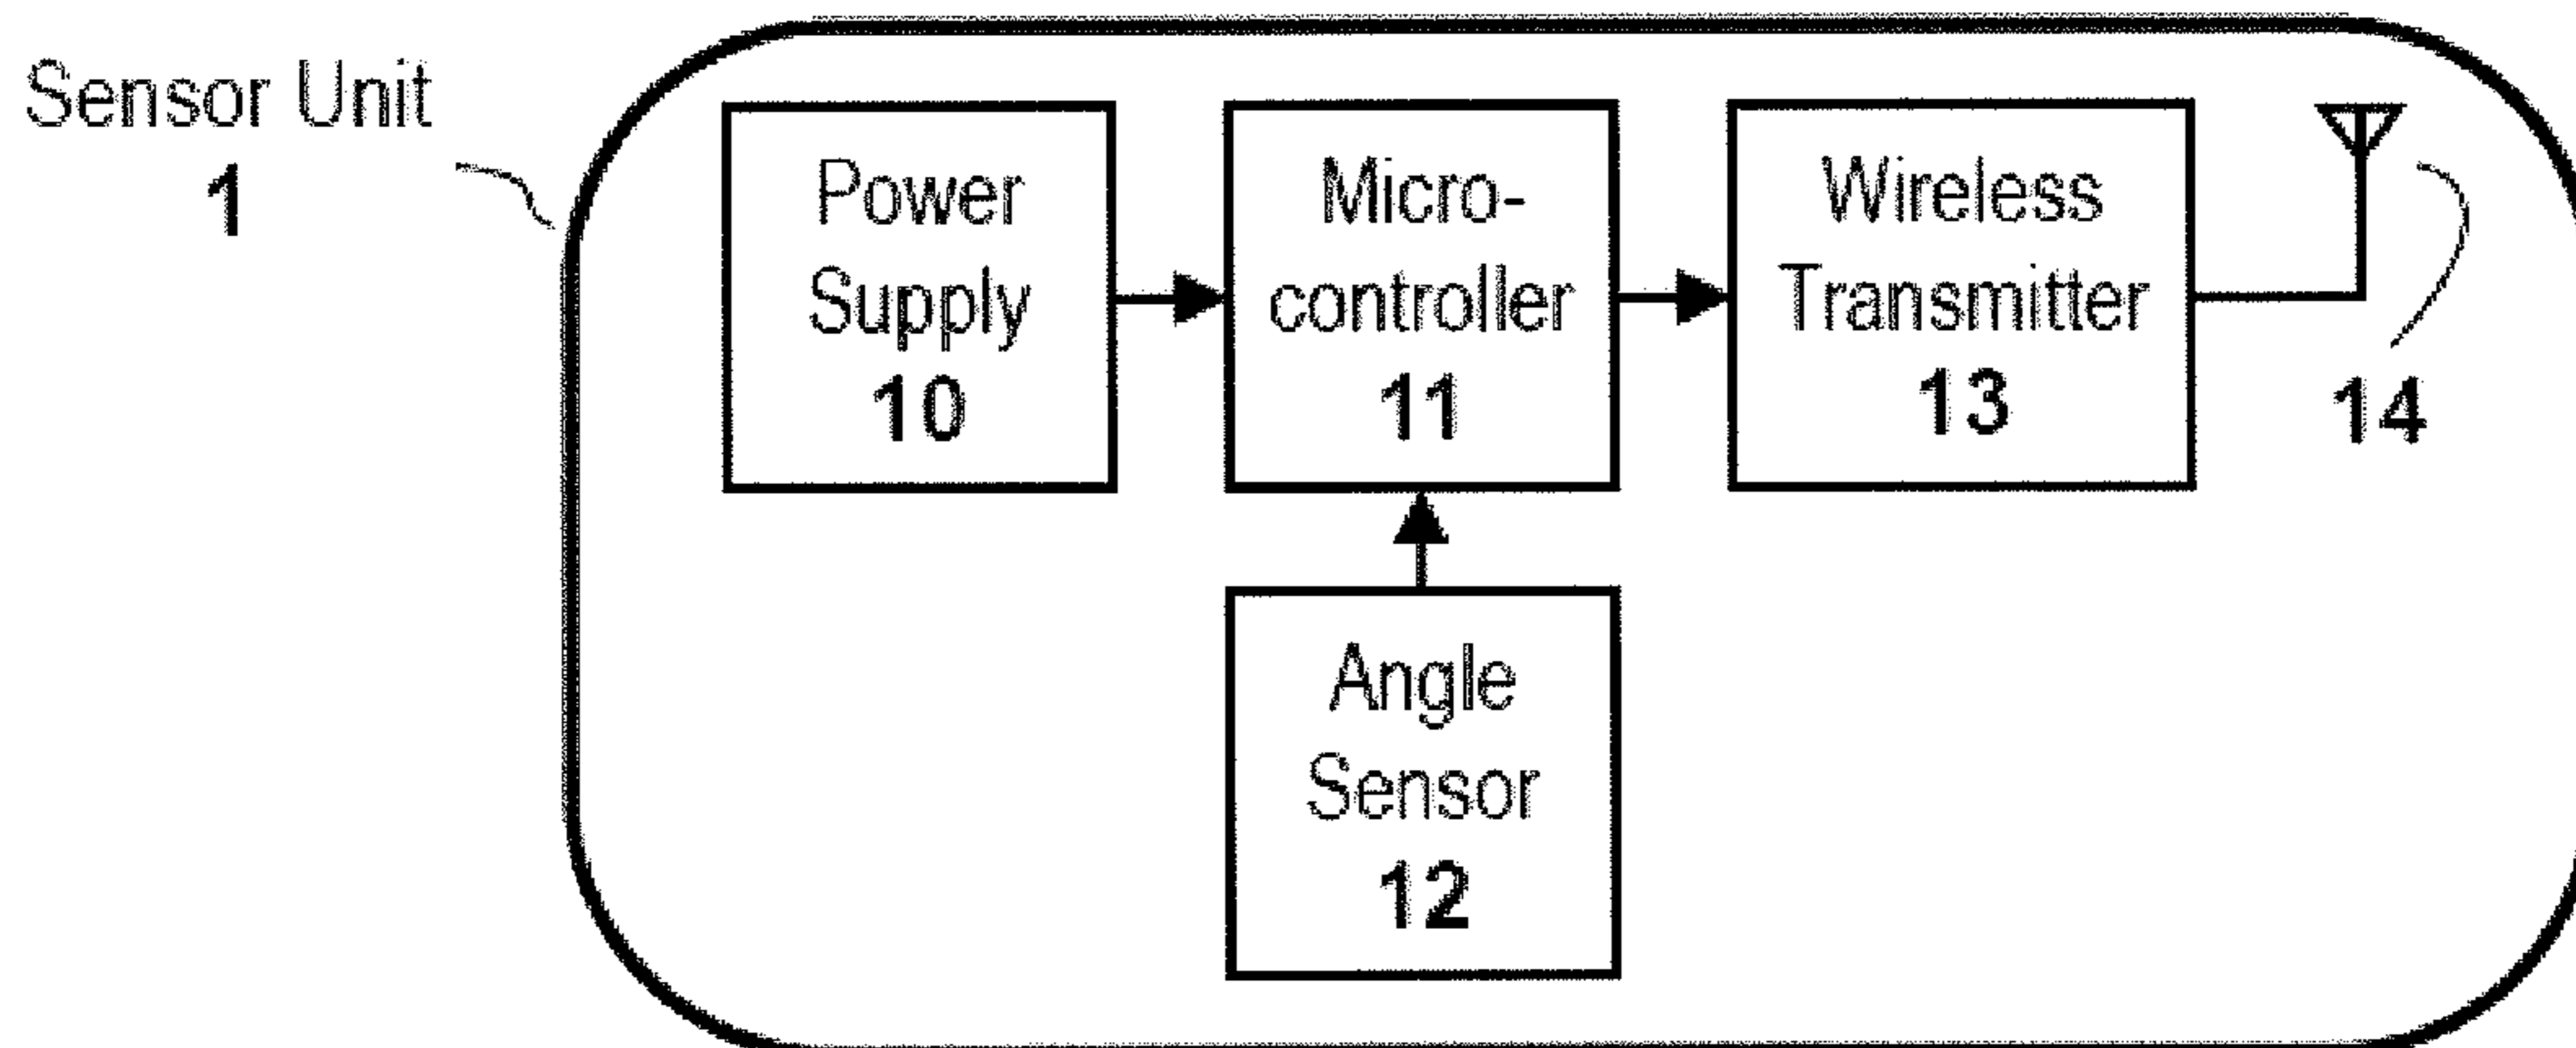 Sensor Unit
1
Power
Supply
10
Micro-
controller
11
Wireless
Transmitter
13
14
Angle
Sensor
12